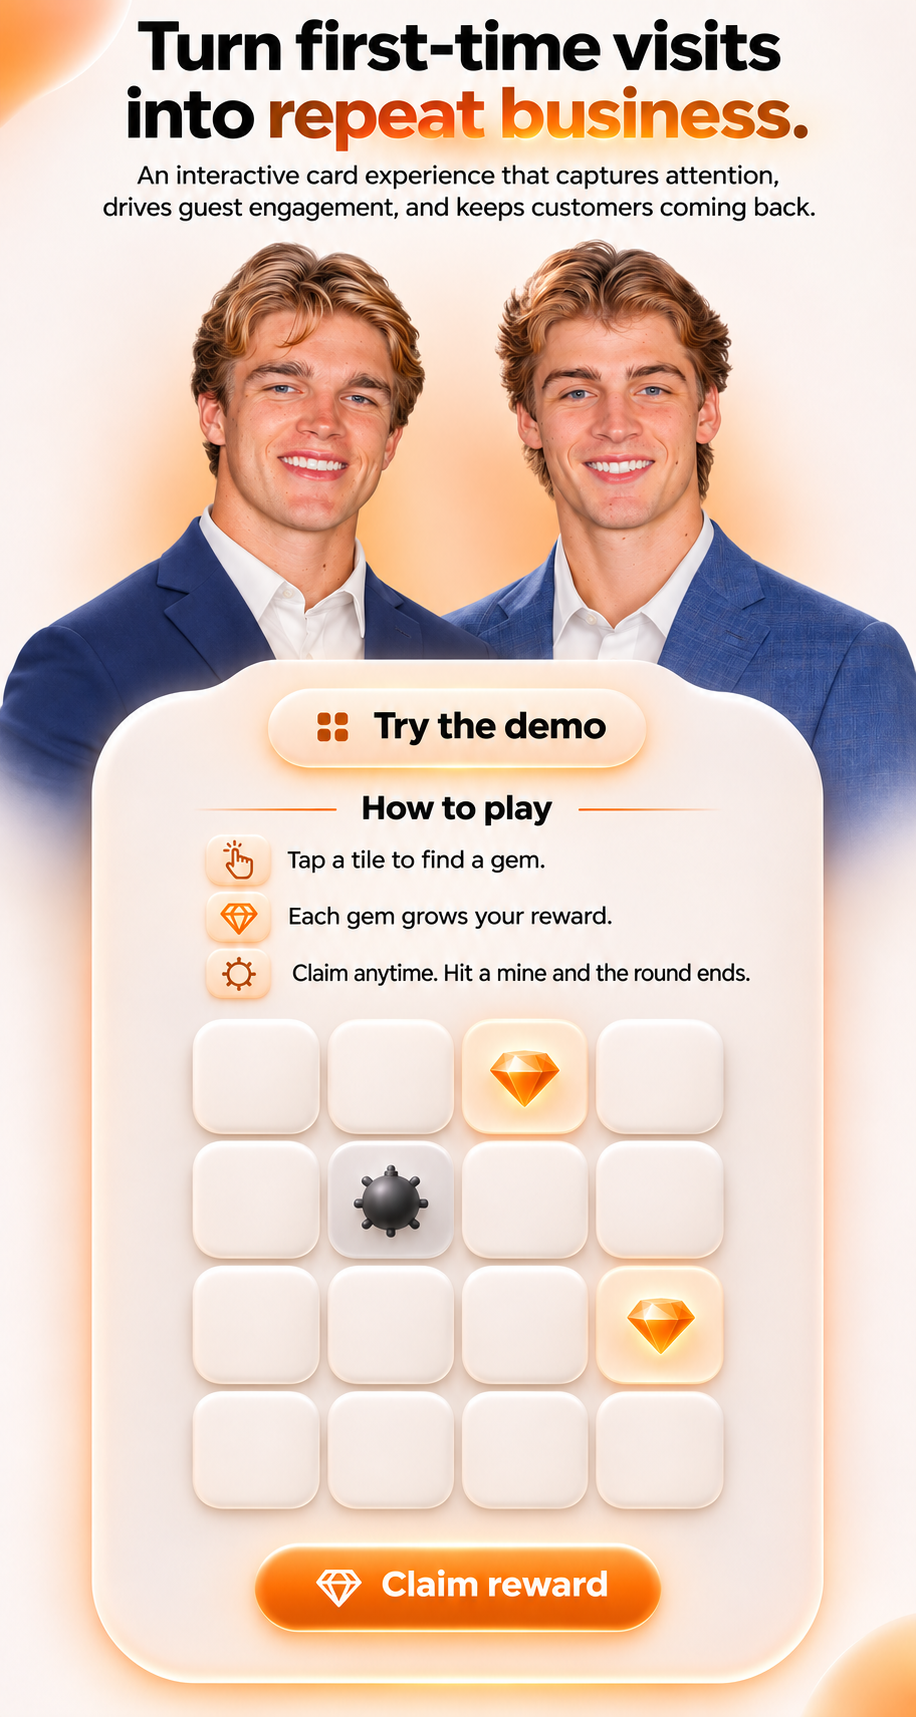 Turn first-time visits
into repeat business.
An interactive card experience that captures attention,
drives guest engagement, and keeps customers coming back.
Try the demo
How to play
Tap a tile to find a gem.
Each gem grows your reward.
Claim anytime. Hit a mine and the round ends.
Claim reward